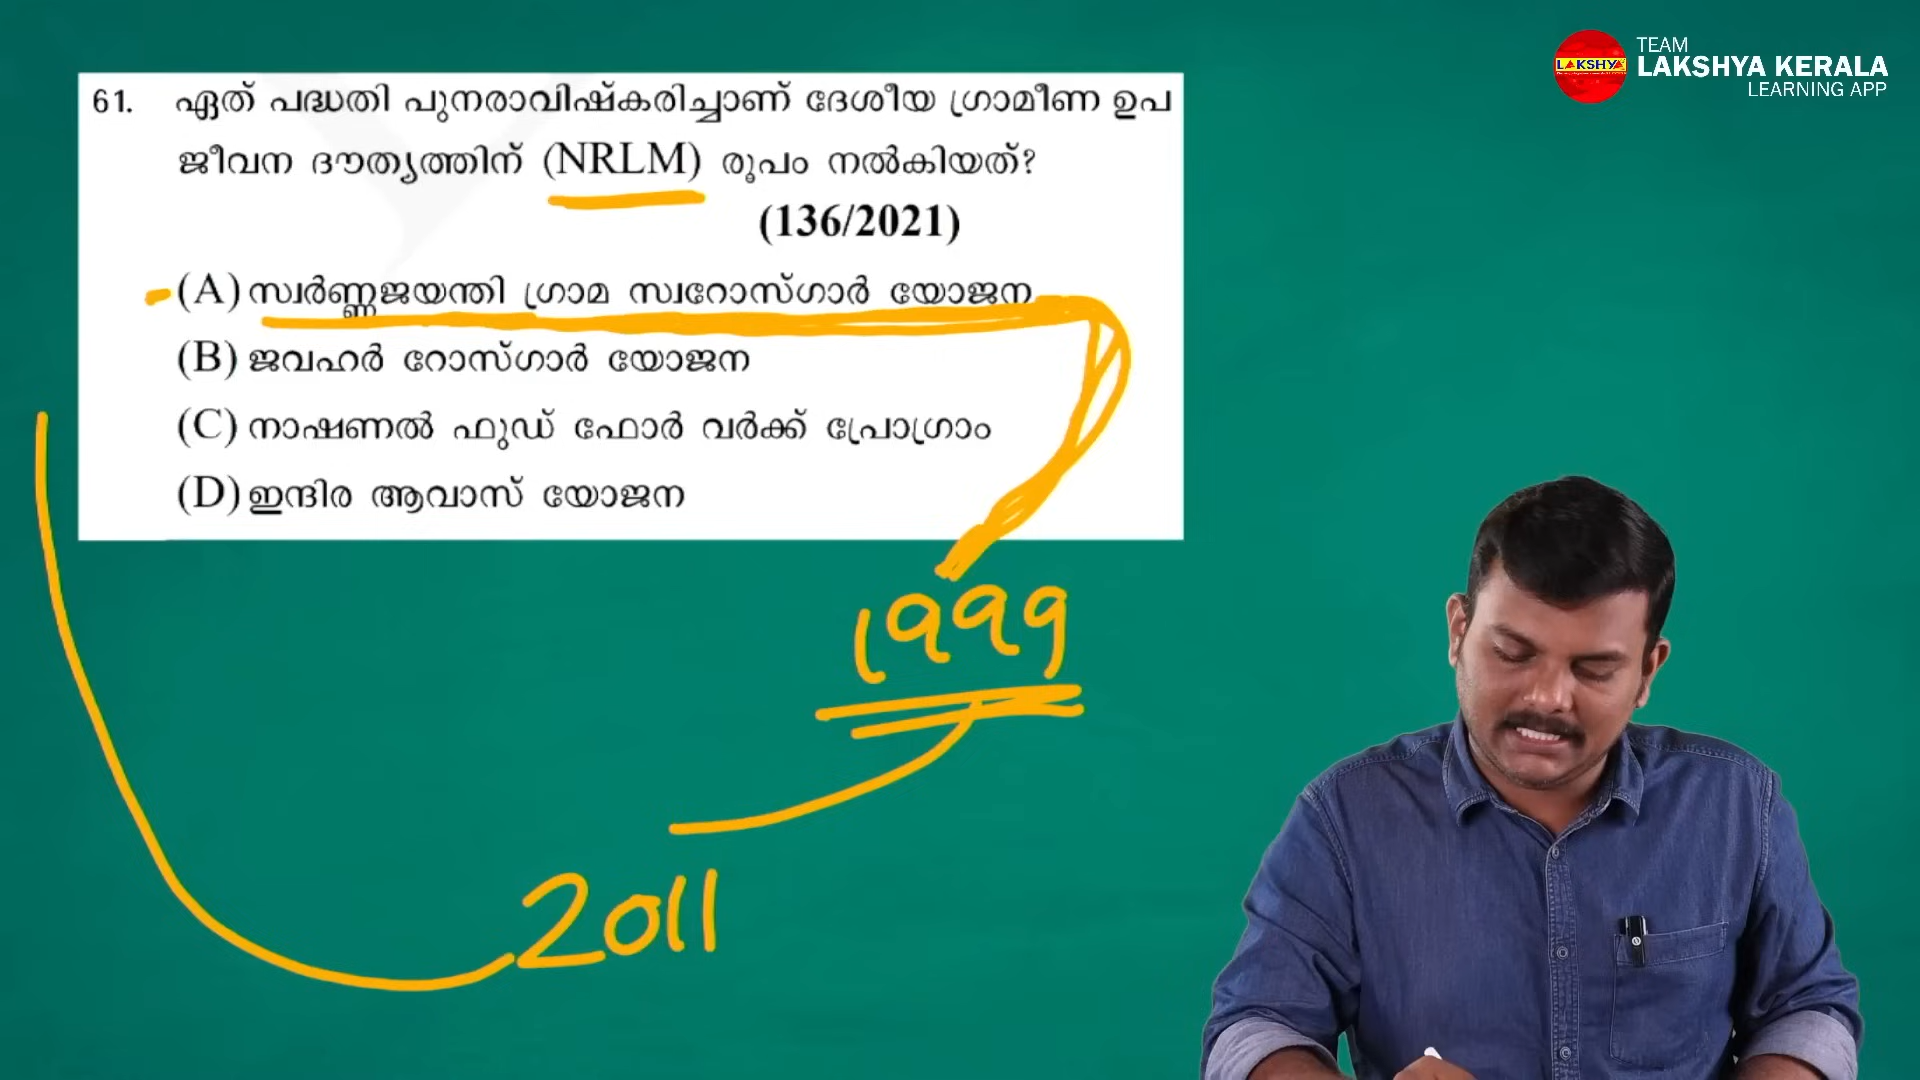 TEAM
LAKSHYA KERALA
LEARNING APP
LAKSHYA
61. ഏത് പദ്ധതി പുനരാവിഷ്കരിച്ചാണ് ദേശീയ ഗ്രാമീണ ഉപ
ജീവന ദൗത്യത്തിന് (NRLM) രൂപം നൽകിയത്?
(136/2021)
(A) സ്വർണ്ണജയന്തി ഗ്രാമ സ്വറോസ്ഗാർ യോജന
(B) ജവഹർ റോസ്ഗാർ യോജന
(C) നാഷണൽ ഫുഡ് ഫോർ വർക്ക് പ്രോഗ്രാം
(D) ഇന്ദിര ആവാസ് യോജന
1999
2011